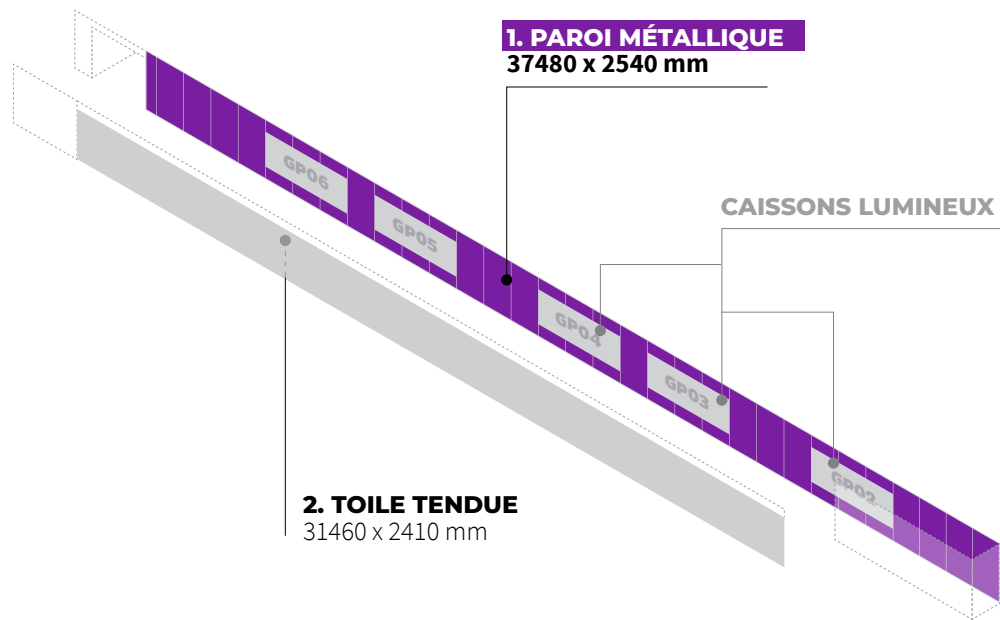 1. PAROI MÉTALLIQUE
37480 x 2540 mm
CAISSONS LUMINEUX
GP06
GP05
GP04
GP03
GP02
2. TOILE TENDUE
31460 x 2410 mm